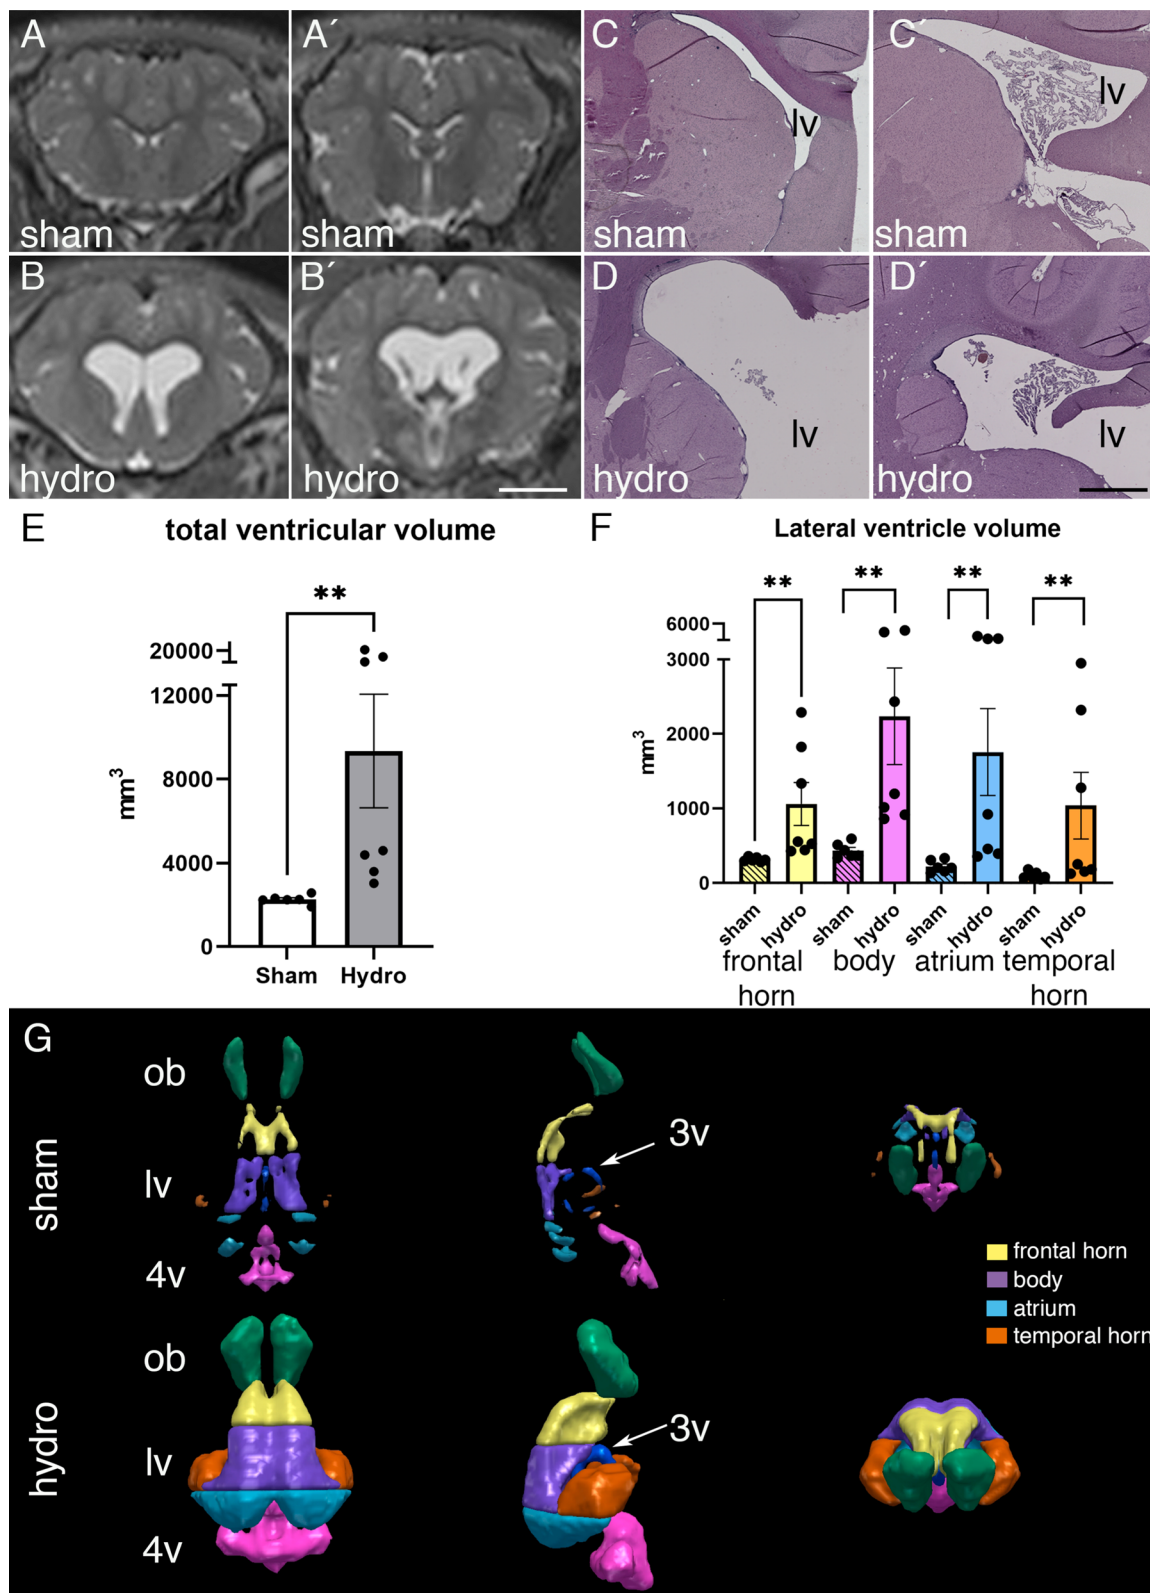 A
sham
A´
sham
C
lv
sham
C´
lv
sham
B
hydro
B´
hydro
D
lv
hydro
D´
lv
hydro
E
total ventricular volume
**
20000
12000
8000
4000
0
mm³
Sham Hydro
F
Lateral ventricle volume
** ** ** **
6000
3000
2000
1000
0
mm³
sham hydro sham hydro sham hydro sham hydro
frontal body atrium temporal
horn horn
G
sham
ob
lv
4v
3v
frontal horn
body
atrium
temporal horn
hydro
ob
lv
4v
3v